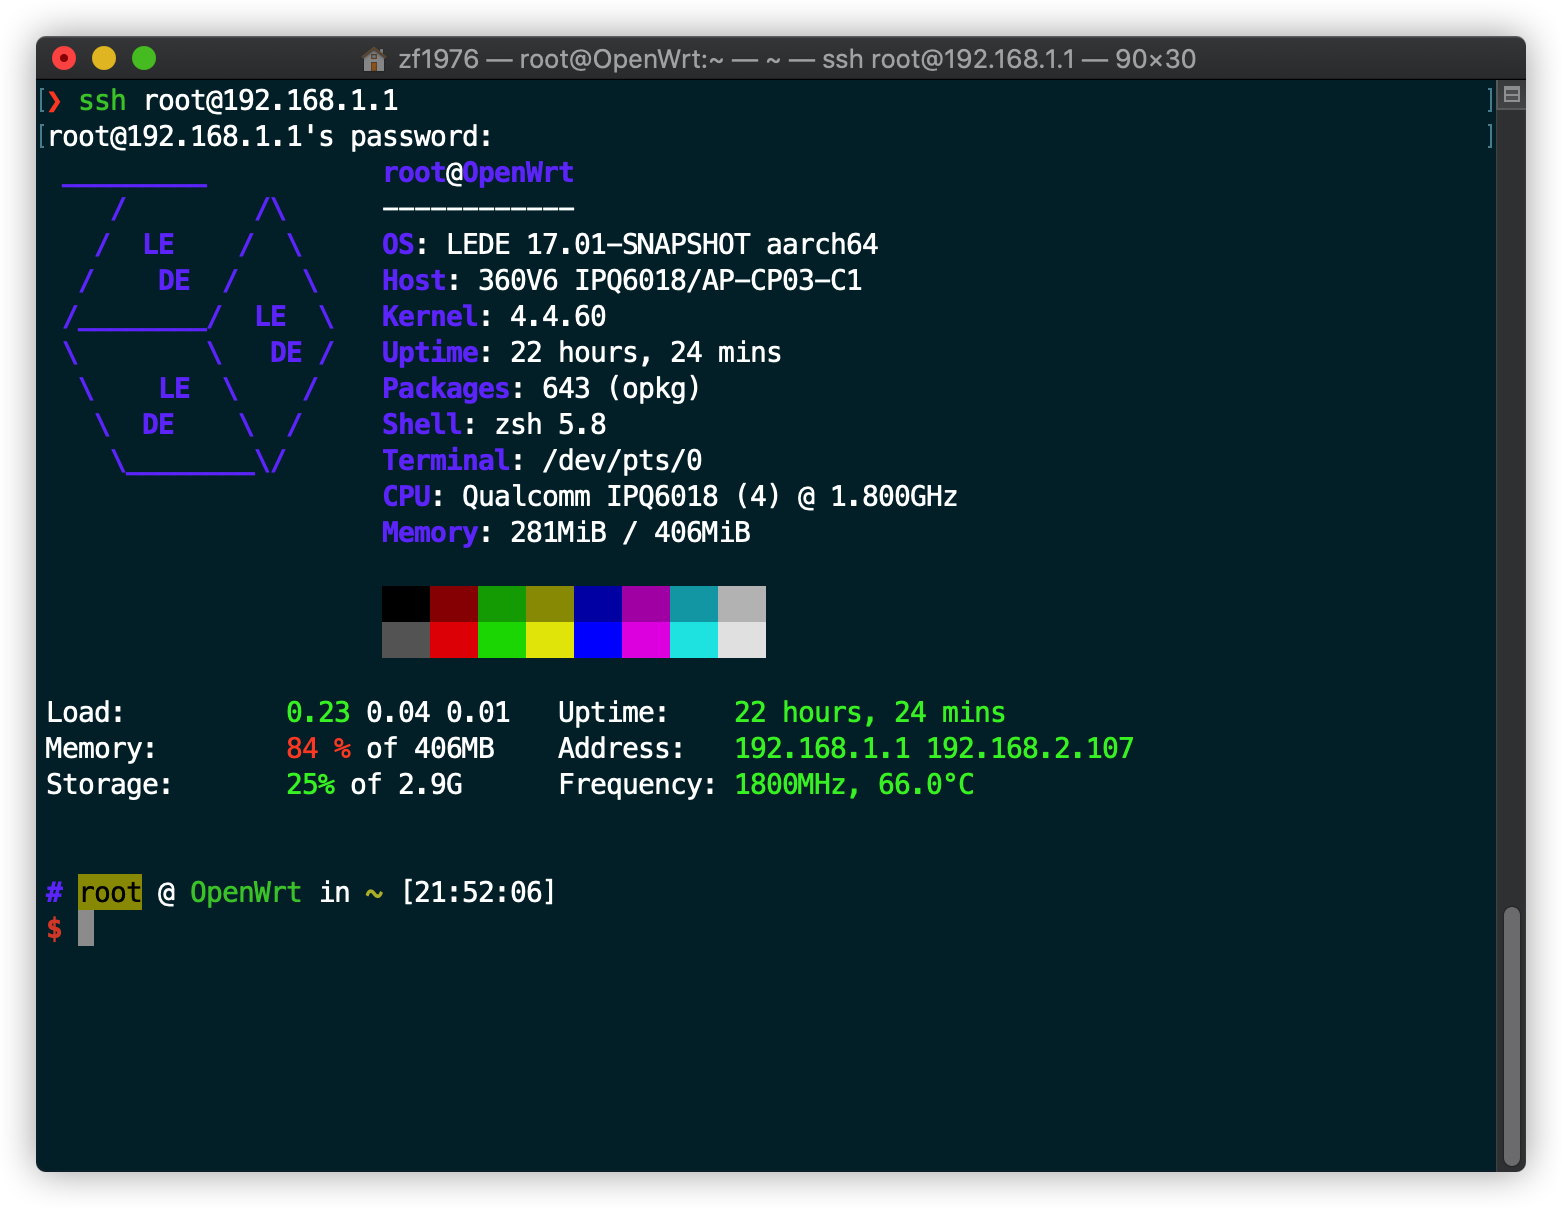 zf1976 — root@OpenWrt:~ — ~ — ssh root@192.168.1.1 — 90×30
[❯ ssh root@192.168.1.1 ]
[root@192.168.1.1's password: ]
 _________           root@OpenWrt
    /        /\      ------------
   /  LE    /  \     OS: LEDE 17.01-SNAPSHOT aarch64
  /    DE  /    \    Host: 360V6 IPQ6018/AP-CP03-C1
 /________/  LE  \   Kernel: 4.4.60
 \        \   DE /   Uptime: 22 hours, 24 mins
  \    LE  \    /    Packages: 643 (opkg)
   \  DE    \  /     Shell: zsh 5.8
    \________\/      Terminal: /dev/pts/0
CPU: Qualcomm IPQ6018 (4) @ 1.800GHz
Memory: 281MiB / 406MiB
Load: 0.23 0.04 0.01 Uptime: 22 hours, 24 mins
Memory: 84 % of 406MB Address: 192.168.1.1 192.168.2.107
Storage: 25% of 2.9G Frequency: 1800MHz, 66.0°C
# root @ OpenWrt in ~ [21:52:06]
$